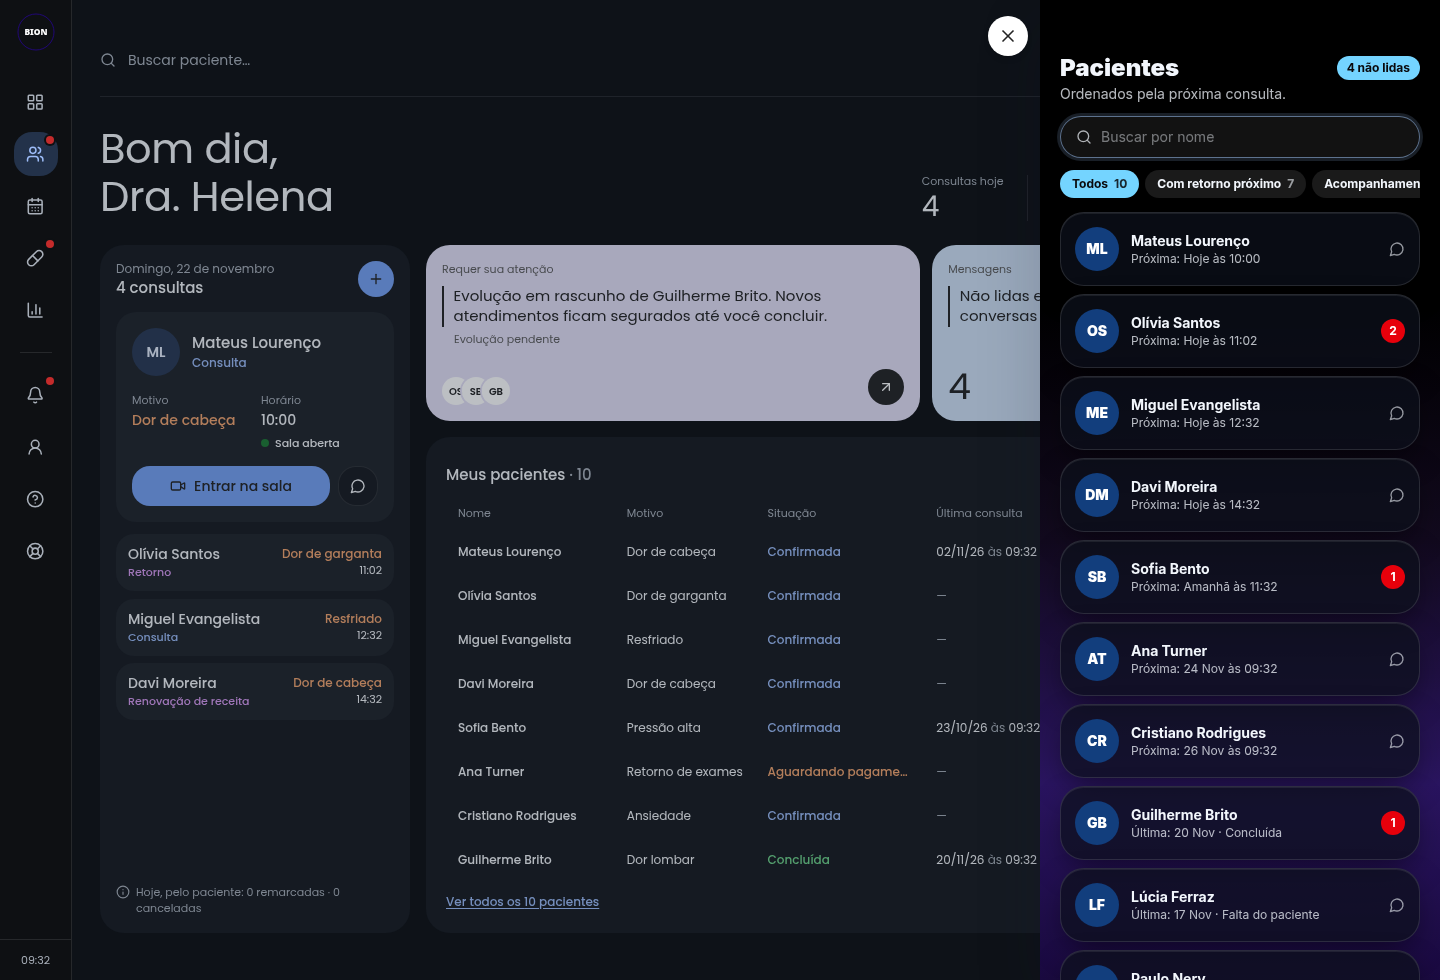 BION
09:32
Buscar paciente...
Bom dia,
Dra. Helena
Consultas hoje
4
Domingo, 22 de novembro
4 consultas
ML
Mateus Lourenço
Consulta
Motivo
Dor de cabeça
Horário
10:00
Sala aberta
Entrar na sala
Olívia Santos
Dor de garganta
Retorno
11:02
Miguel Evangelista
Resfriado
Consulta
12:32
Davi Moreira
Dor de cabeça
Renovação de receita
14:32
Hoje, pelo paciente: 0 remarcadas · 0
canceladas
Requer sua atenção
Evolução em rascunho de Guilherme Brito. Novos
atendimentos ficam segurados até você concluir.
Evolução pendente
OS SB GB
Mensagens
Não lidas e
conversas
4
Meus pacientes · 10
Nome Motivo Situação Última consulta
Mateus Lourenço Dor de cabeça Confirmada 02/11/26 às 09:32
Olívia Santos Dor de garganta Confirmada —
Miguel Evangelista Resfriado Confirmada —
Davi Moreira Dor de cabeça Confirmada —
Sofia Bento Pressão alta Confirmada 23/10/26 às 09:32
Ana Turner Retorno de exames Aguardando pagame... —
Cristiano Rodrigues Ansiedade Confirmada —
Guilherme Brito Dor lombar Concluída 20/11/26 às 09:32
Ver todos os 10 pacientes
Pacientes
4 não lidas
Ordenados pela próxima consulta.
Buscar por nome
Todos 10 Com retorno próximo 7 Acompanhamen
ML
Mateus Lourenço
Próxima: Hoje às 10:00
OS
Olívia Santos
Próxima: Hoje às 11:02
2
ME
Miguel Evangelista
Próxima: Hoje às 12:32
DM
Davi Moreira
Próxima: Hoje às 14:32
SB
Sofia Bento
Próxima: Amanhã às 11:32
1
AT
Ana Turner
Próxima: 24 Nov às 09:32
CR
Cristiano Rodrigues
Próxima: 26 Nov às 09:32
GB
Guilherme Brito
Última: 20 Nov · Concluída
1
LF
Lúcia Ferraz
Última: 17 Nov · Falta do paciente
Paulo Nery